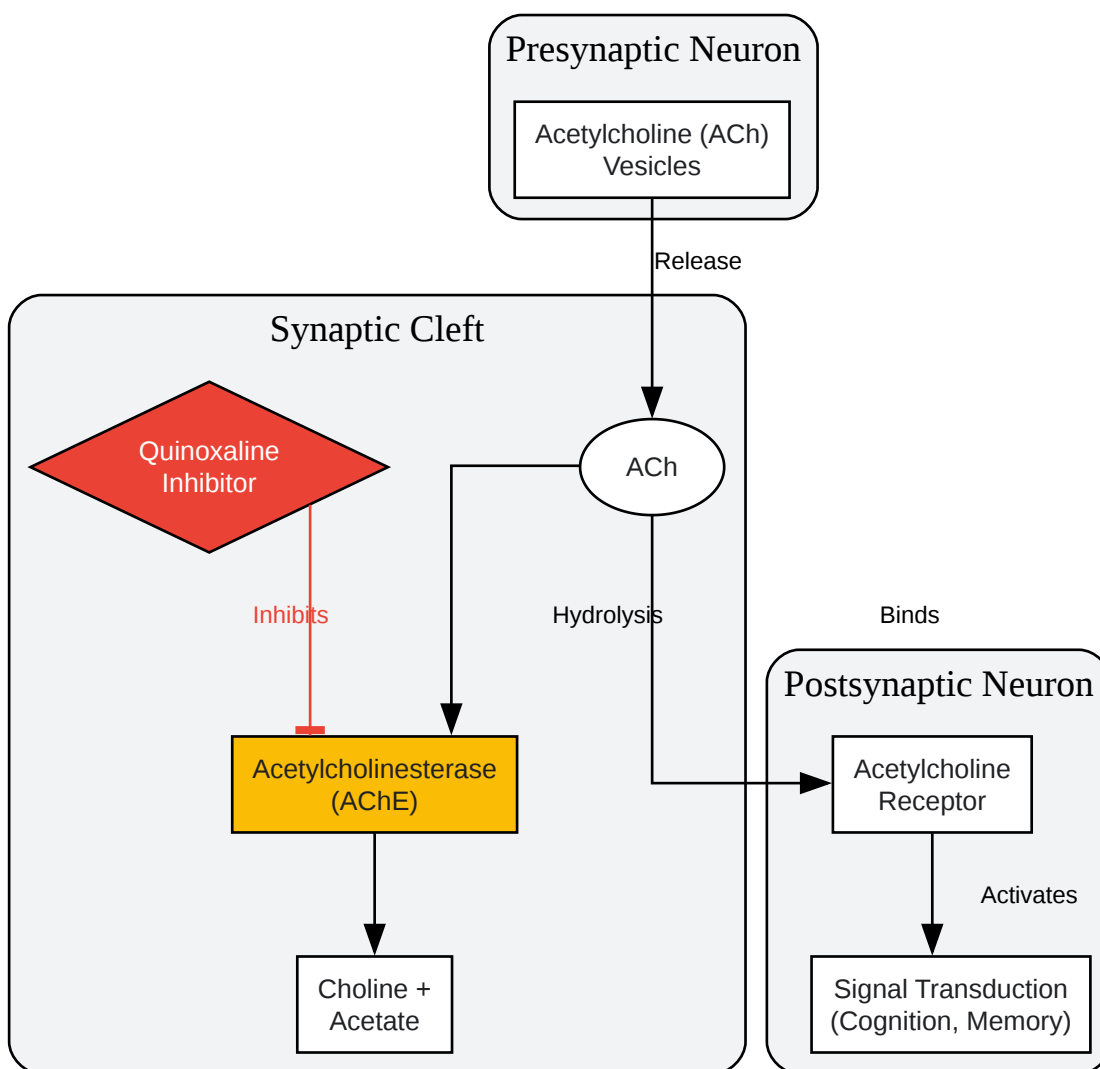 Presynaptic Neuron
Acetylcholine (ACh)
Vesicles
Release
Synaptic Cleft
Quinoxaline
Inhibitor
ACh
Inhibits
Hydrolysis
Binds
Postsynaptic Neuron
Acetylcholinesterase
(AChE)
Acetylcholine
Receptor
Activates
Choline +
Acetate
Signal Transduction
(Cognition, Memory)